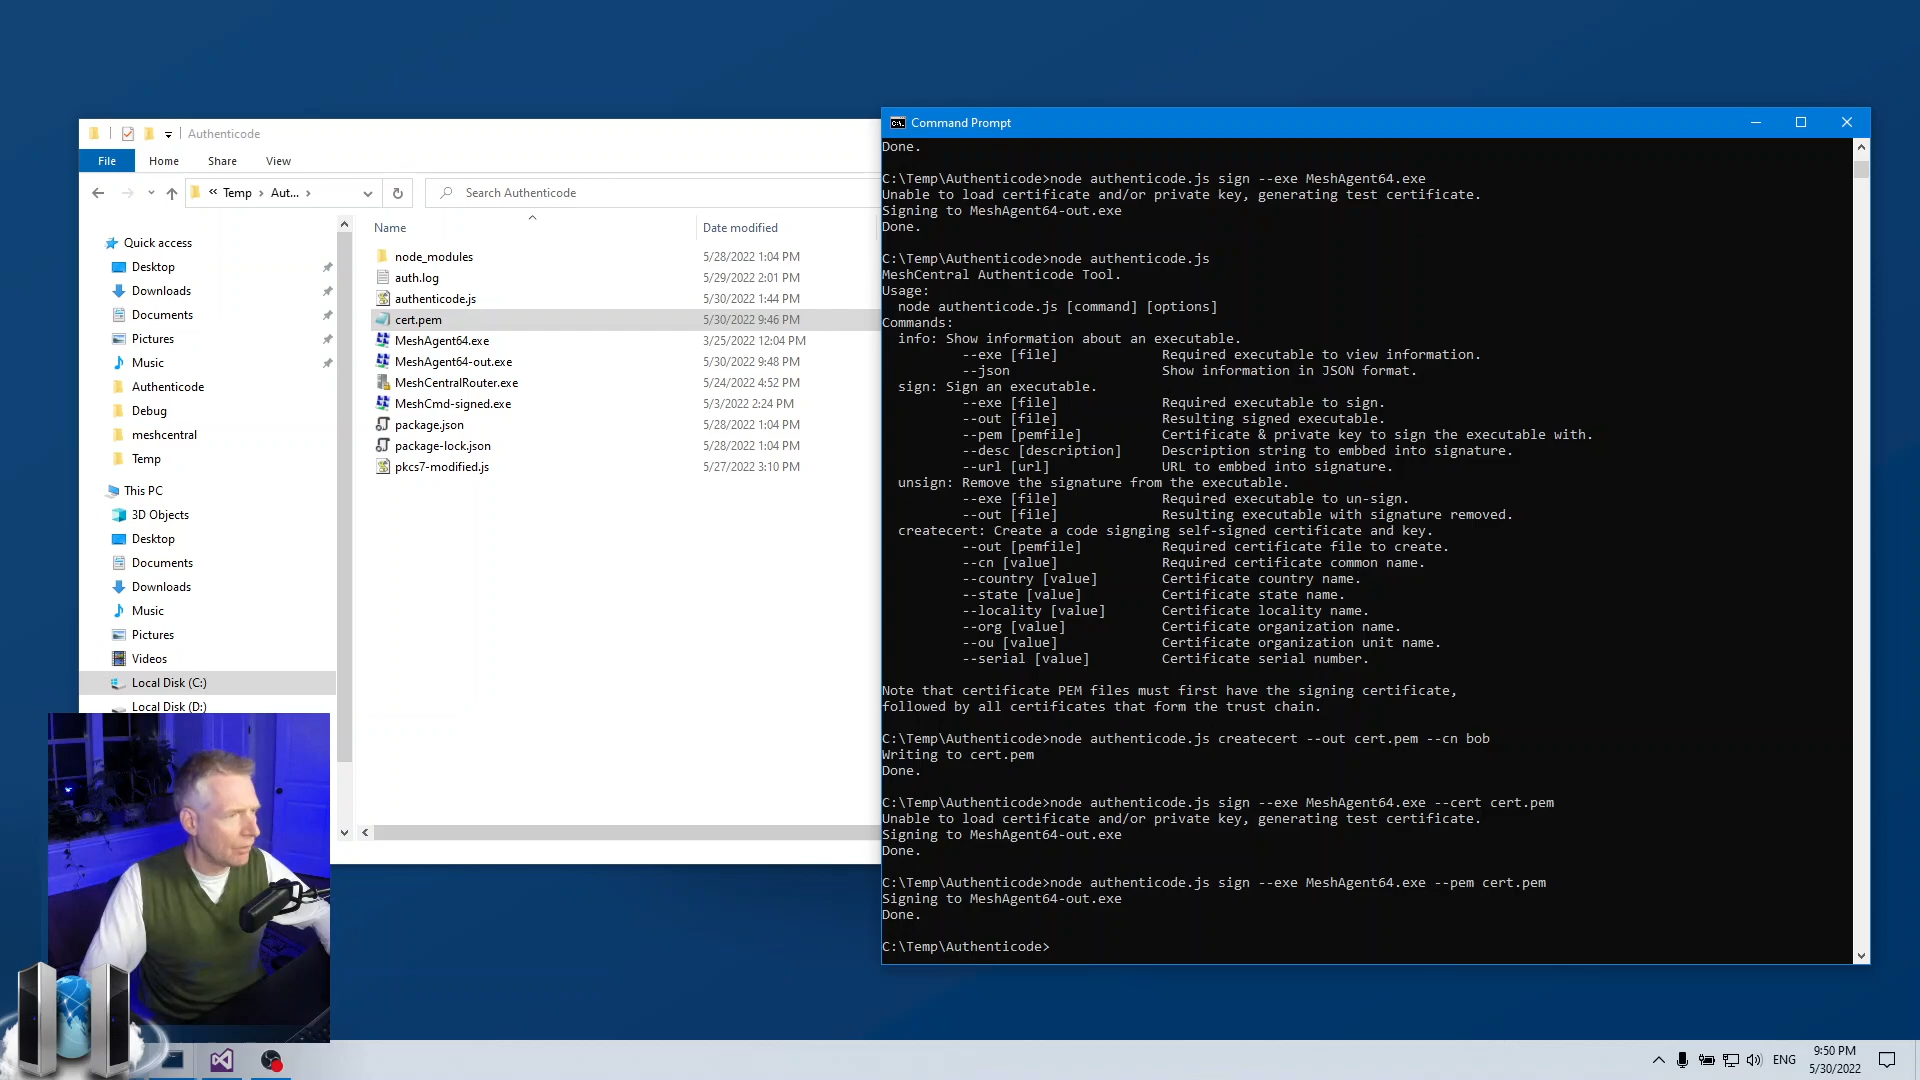 Authenticode
File Home Share View
« Temp › Aut... ›
Search Authenticode
Quick access
Desktop
Downloads
Documents
Pictures
Music
Authenticode
Debug
meshcentral
Temp
This PC
3D Objects
Desktop
Documents
Downloads
Music
Pictures
Videos
Local Disk (C:)
Local Disk (D:)
Name Date modified
node_modules 5/28/2022 1:04 PM
auth.log 5/29/2022 2:01 PM
authenticode.js 5/30/2022 1:44 PM
cert.pem 5/30/2022 9:46 PM
MeshAgent64.exe 3/25/2022 12:04 PM
MeshAgent64-out.exe 5/30/2022 9:48 PM
MeshCentralRouter.exe 5/24/2022 4:52 PM
MeshCmd-signed.exe 5/3/2022 2:24 PM
package.json 5/28/2022 1:04 PM
package-lock.json 5/28/2022 1:04 PM
pkcs7-modified.js 5/27/2022 3:10 PM
Command Prompt
Done.
C:\Temp\Authenticode>node authenticode.js sign --exe MeshAgent64.exe
Unable to load certificate and/or private key, generating test certificate.
Signing to MeshAgent64-out.exe
Done.
C:\Temp\Authenticode>node authenticode.js
MeshCentral Authenticode Tool.
Usage:
node authenticode.js [command] [options]
Commands:
info: Show information about an executable.
--exe [file] Required executable to view information.
--json Show information in JSON format.
sign: Sign an executable.
--exe [file] Required executable to sign.
--out [file] Resulting signed executable.
--pem [pemfile] Certificate & private key to sign the executable with.
--desc [description] Description string to embbed into signature.
--url [url] URL to embbed into signature.
unsign: Remove the signature from the executable.
--exe [file] Required executable to un-sign.
--out [file] Resulting executable with signature removed.
createcert: Create a code signging self-signed certificate and key.
--out [pemfile] Required certificate file to create.
--cn [value] Required certificate common name.
--country [value] Certificate country name.
--state [value] Certificate state name.
--locality [value] Certificate locality name.
--org [value] Certificate organization name.
--ou [value] Certificate organization unit name.
--serial [value] Certificate serial number.
Note that certificate PEM files must first have the signing certificate,
followed by all certificates that form the trust chain.
C:\Temp\Authenticode>node authenticode.js createcert --out cert.pem --cn bob
Writing to cert.pem
Done.
C:\Temp\Authenticode>node authenticode.js sign --exe MeshAgent64.exe --cert cert.pem
Unable to load certificate and/or private key, generating test certificate.
Signing to MeshAgent64-out.exe
Done.
C:\Temp\Authenticode>node authenticode.js sign --exe MeshAgent64.exe --pem cert.pem
Signing to MeshAgent64-out.exe
Done.
C:\Temp\Authenticode>
ENG
9:50 PM
5/30/2022